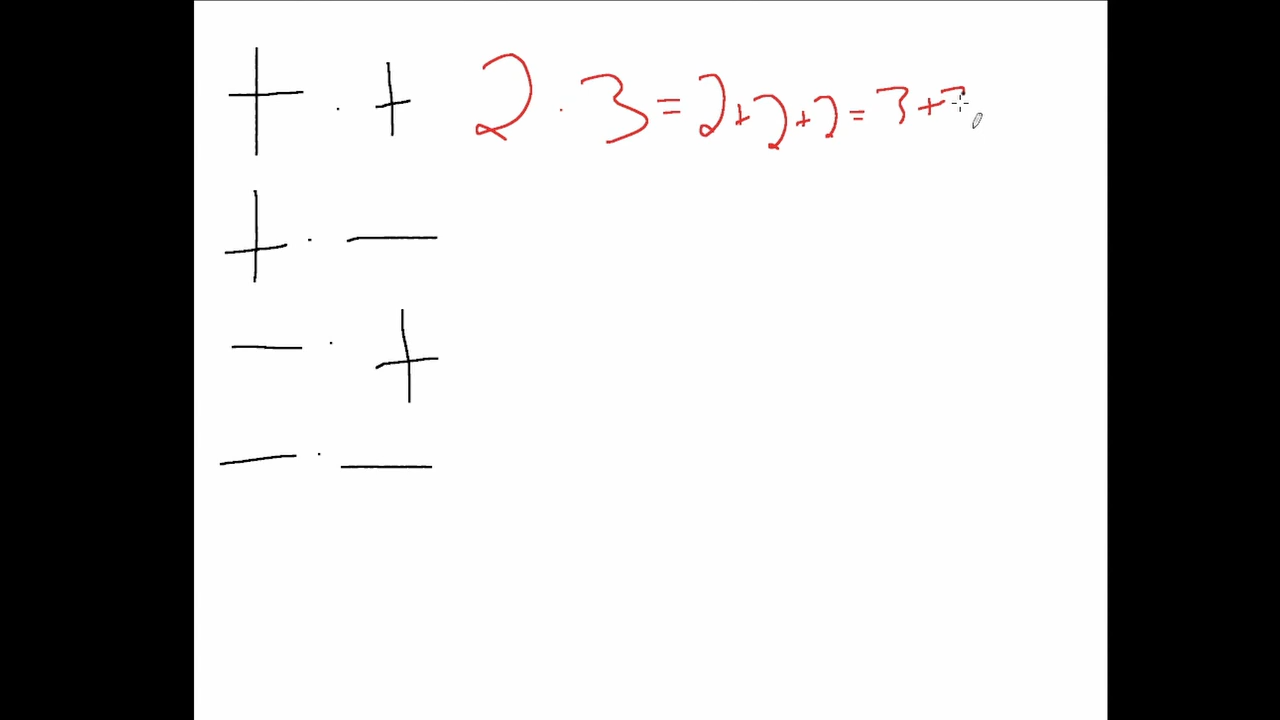 + · + 2 · 3 = 2 + 2 + 2 = 3 + 3
+ · —
— · +
— · —